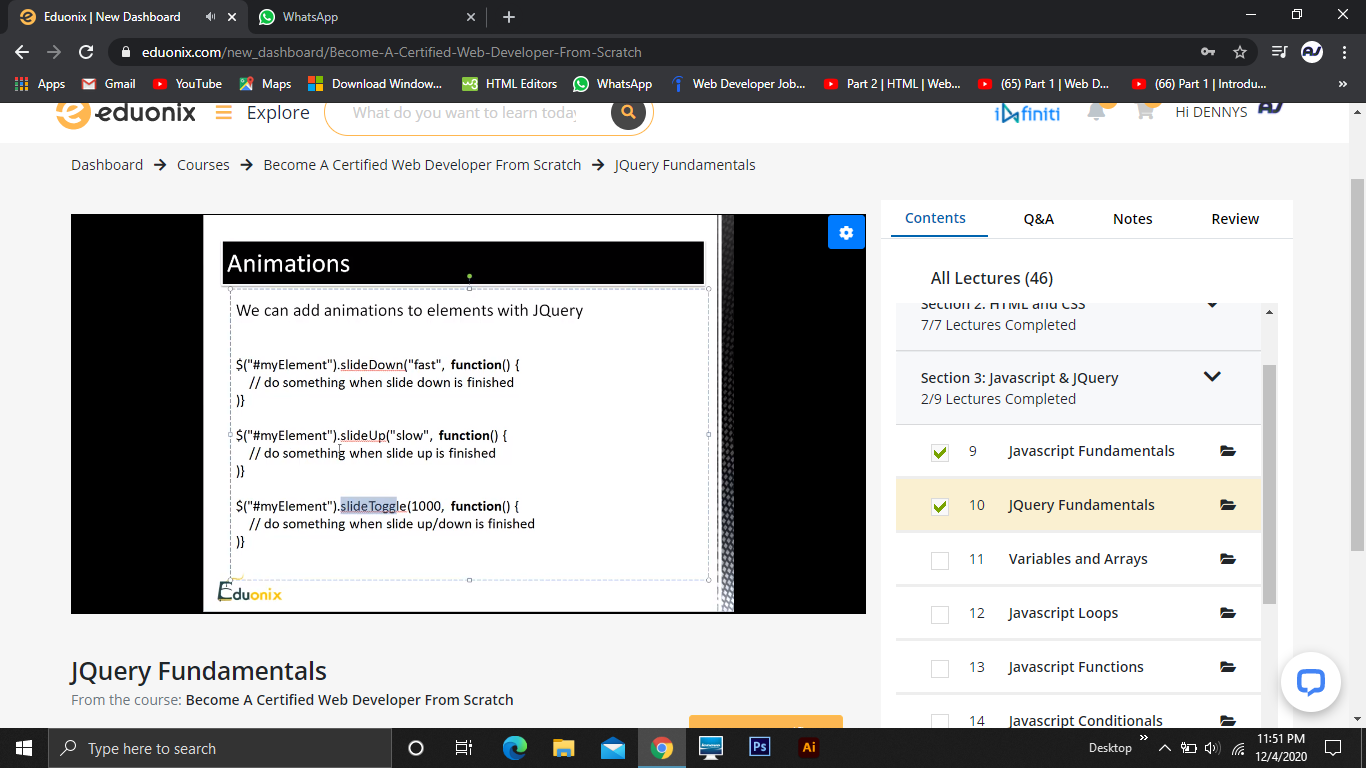 Eduonix | New Dashboard
WhatsApp
eduonix.com/new_dashboard/Become-A-Certified-Web-Developer-From-Scratch
Apps
Gmail
YouTube
Maps
Download Window...
HTML Editors
WhatsApp
Web Developer Job...
Part 2 | HTML | Web...
(65) Part 1 | Web D...
(66) Part 1 | Introdu...
eduonix
Explore
What do you want to learn today
Hi DENNYS
Dashboard → Courses → Become A Certified Web Developer From Scratch → JQuery Fundamentals
Animations
We can add animations to elements with JQuery
$("#myElement").slideDown("fast", function() {
// do something when slide down is finished
)}
$("#myElement").slideUp("slow", function() {
// do something when slide up is finished
)}
$("#myElement").slideToggle(1000, function() {
// do something when slide up/down is finished
)}
Eduonix
JQuery Fundamentals
From the course: Become A Certified Web Developer From Scratch
Contents
Q&A
Notes
Review
All Lectures (46)
Section 2: HTML and CSS
7/7 Lectures Completed
Section 3: Javascript & JQuery
2/9 Lectures Completed
9 Javascript Fundamentals
10 JQuery Fundamentals
11 Variables and Arrays
12 Javascript Loops
13 Javascript Functions
14 Javascript Conditionals
Type here to search
Ps
Ai
Desktop
11:51 PM
12/4/2020